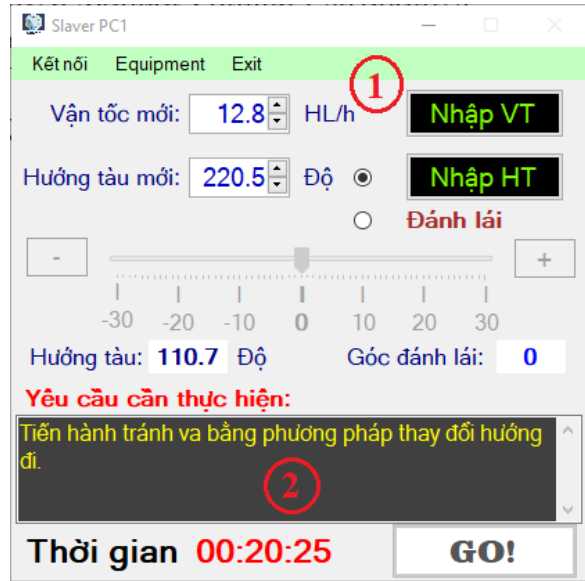 Slaver PC1
Kết nối Equipment Exit
1
Vận tốc mới: 12.8 HL/h Nhập VT
Hướng tàu mới: 220.5 Độ Nhập HT
Đánh lái
- +
-30 -20 -10 0 10 20 30
Hướng tàu: 110.7 Độ Góc đánh lái: 0
Yêu cầu cần thực hiện:
Tiến hành tránh va bằng phương pháp thay đổi hướng
đi.
2
Thời gian 00:20:25 GO!